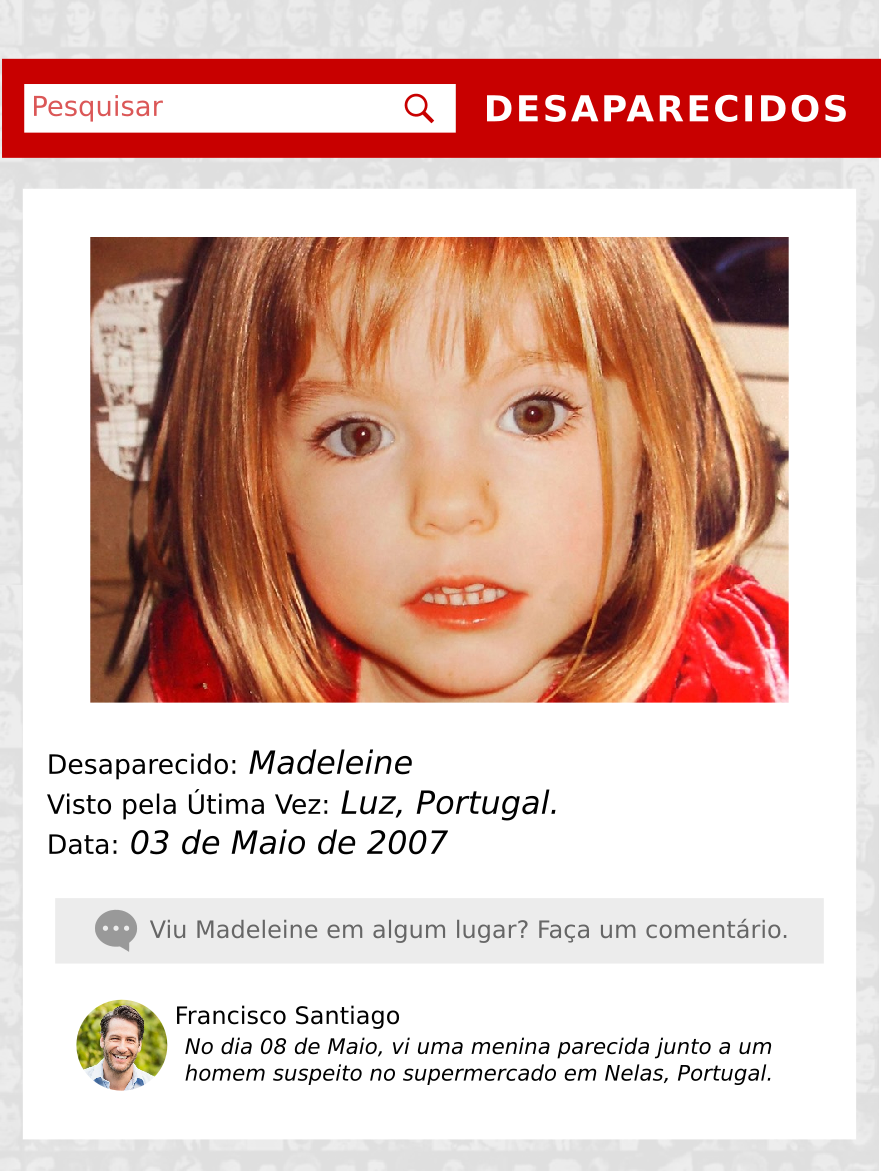 Pesquisar
DESAPARECIDOS
Desaparecido: Madeleine
Visto pela Útima Vez: Luz, Portugal.
Data: 03 de Maio de 2007
Viu Madeleine em algum lugar? Faça um comentário.
Francisco Santiago
No dia 08 de Maio, vi uma menina parecida junto a um
homem suspeito no supermercado em Nelas, Portugal.